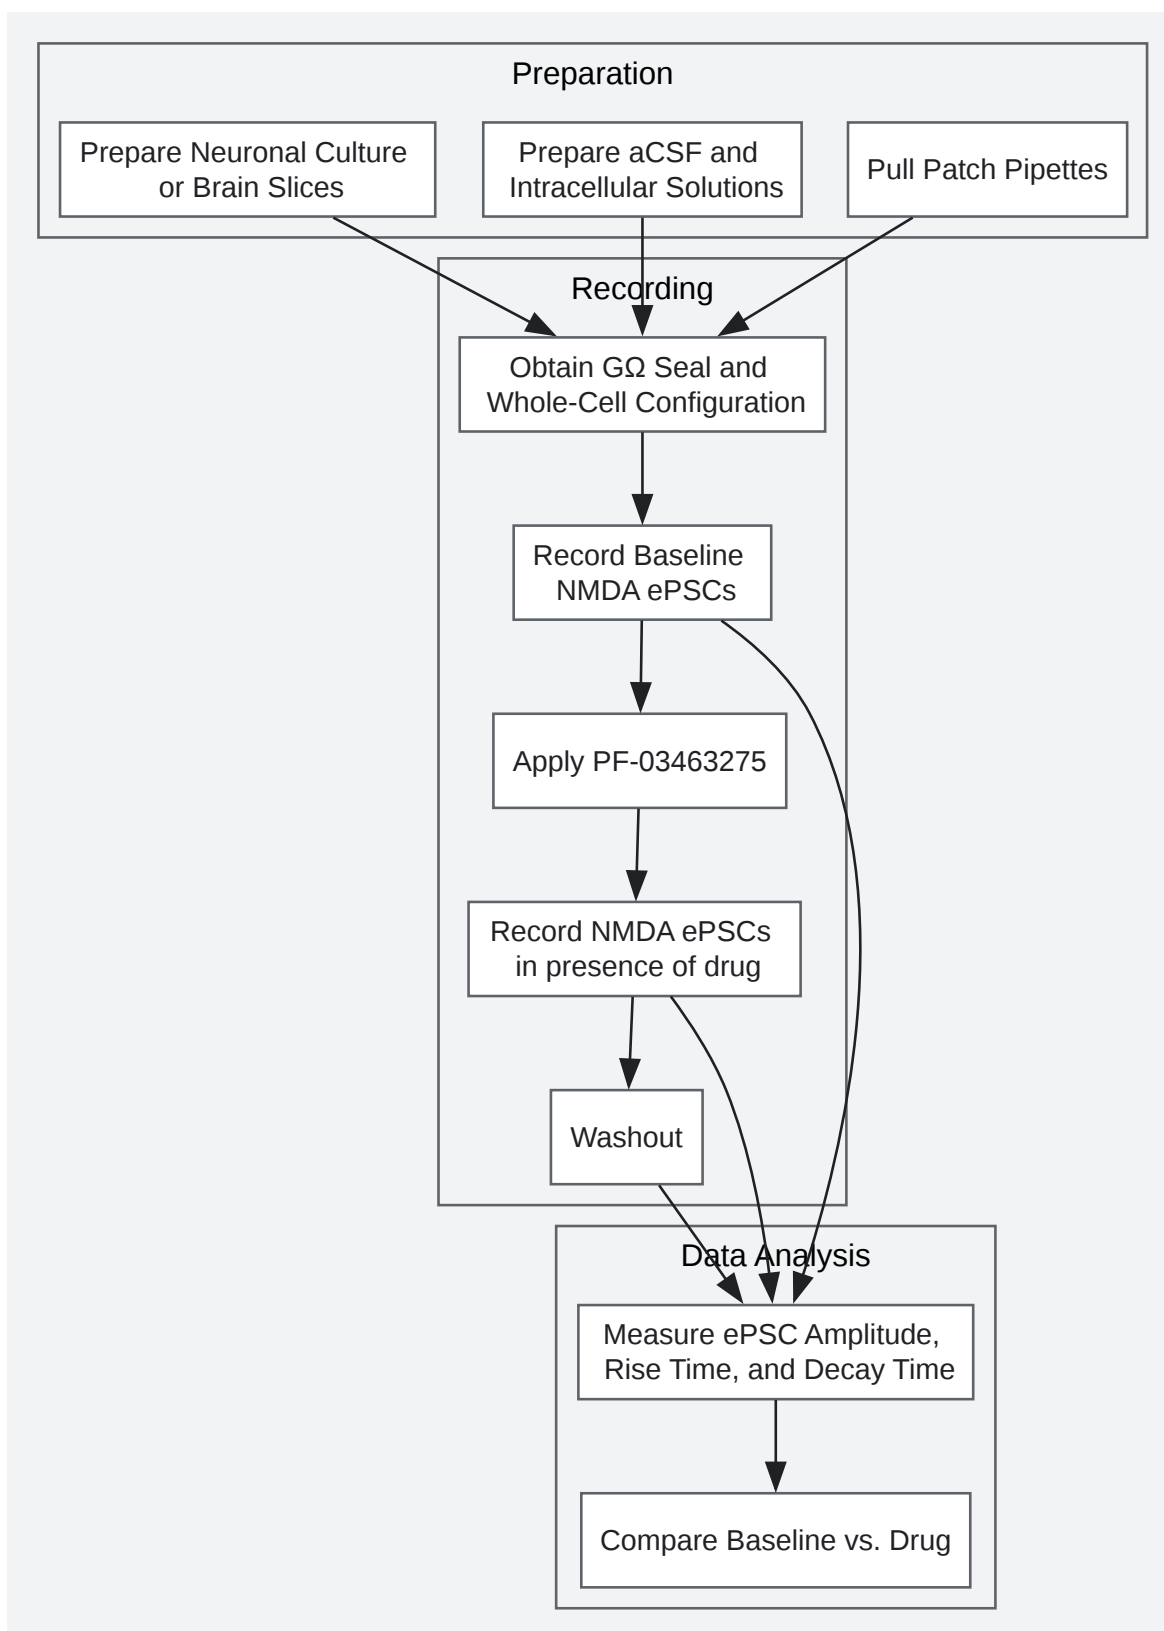 Preparation
Prepare Neuronal Culture
or Brain Slices
Prepare aCSF and
Intracellular Solutions
Pull Patch Pipettes
Recording
Obtain GΩ Seal and
Whole-Cell Configuration
Record Baseline
NMDA ePSCs
Apply PF-03463275
Record NMDA ePSCs
in presence of drug
Washout
Data Analysis
Measure ePSC Amplitude,
Rise Time, and Decay Time
Compare Baseline vs. Drug